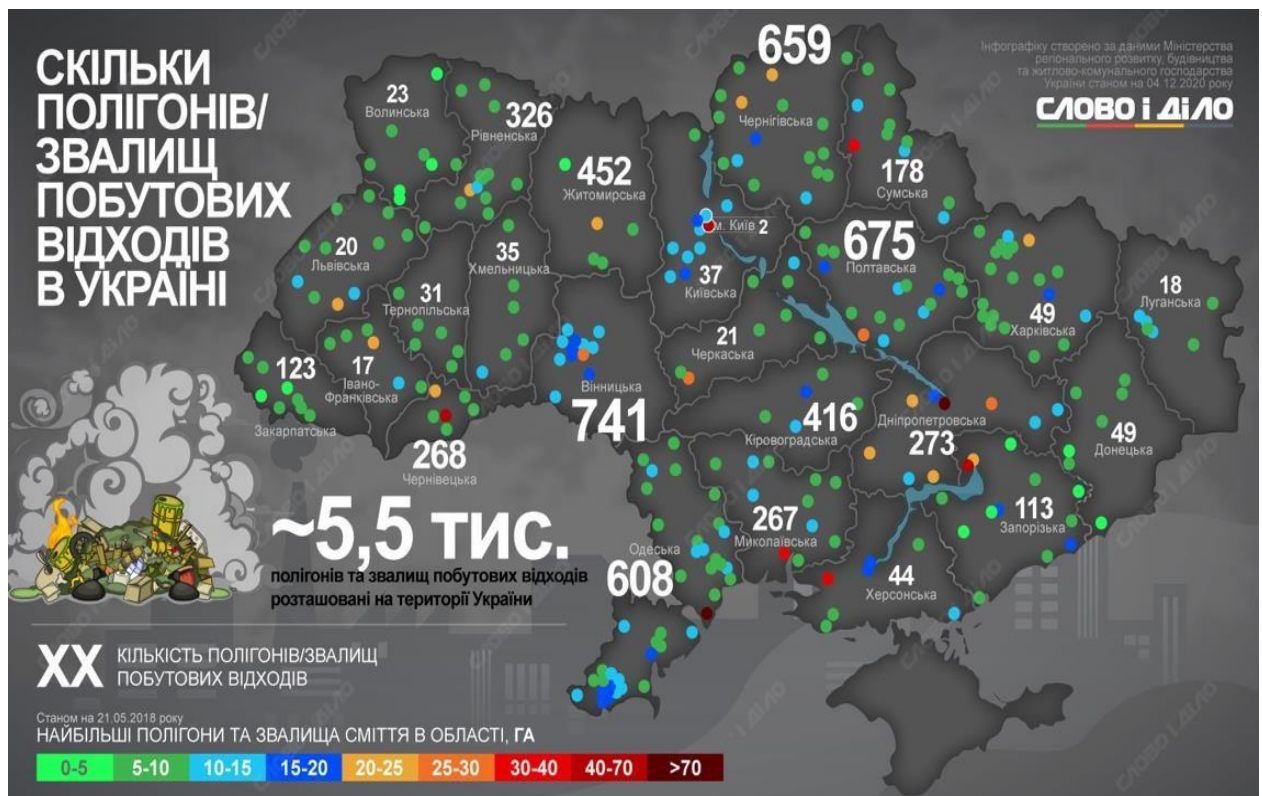 СКІЛЬКИ
ПОЛІГОНІВ/
ЗВАЛИЩ
ПОБУТОВИХ
ВІДХОДІВ
В УКРАЇНІ
Інфографіку створено за даними Міністерства
регіонального розвитку, будівництва
та житлово-комунального господарства
України станом на 04.12.2020 року
СЛОВО і ДІЛО
23
Волинська
326
Рівненська
452
Житомирська
659
Чернігівська
178
Сумська
м. Київ 2
37
Київська
675
Полтавська
20
Львівська
35
Хмельницька
31
Тернопільська
49
Харківська
18
Луганська
21
Черкаська
123
Закарпатська
17
Івано-
Франківська
Вінницька
741
268
Чернівецька
416
Кіровоградська
Дніпропетровська
273
49
Донецька
113
Запорізька
267
Миколаївська
Одеська
608
44
Херсонська
~5,5 тис.
полігонів та звалищ побутових відходів
розташовані на території України
XX КІЛЬКІСТЬ ПОЛІГОНІВ/ЗВАЛИЩ
ПОБУТОВИХ ВІДХОДІВ
Станом на 21.05.2018 року
НАЙБІЛЬШІ ПОЛІГОНИ ТА ЗВАЛИЩА СМІТТЯ В ОБЛАСТІ, ГА
0-5 5-10 10-15 15-20 20-25 25-30 30-40 40-70 >70